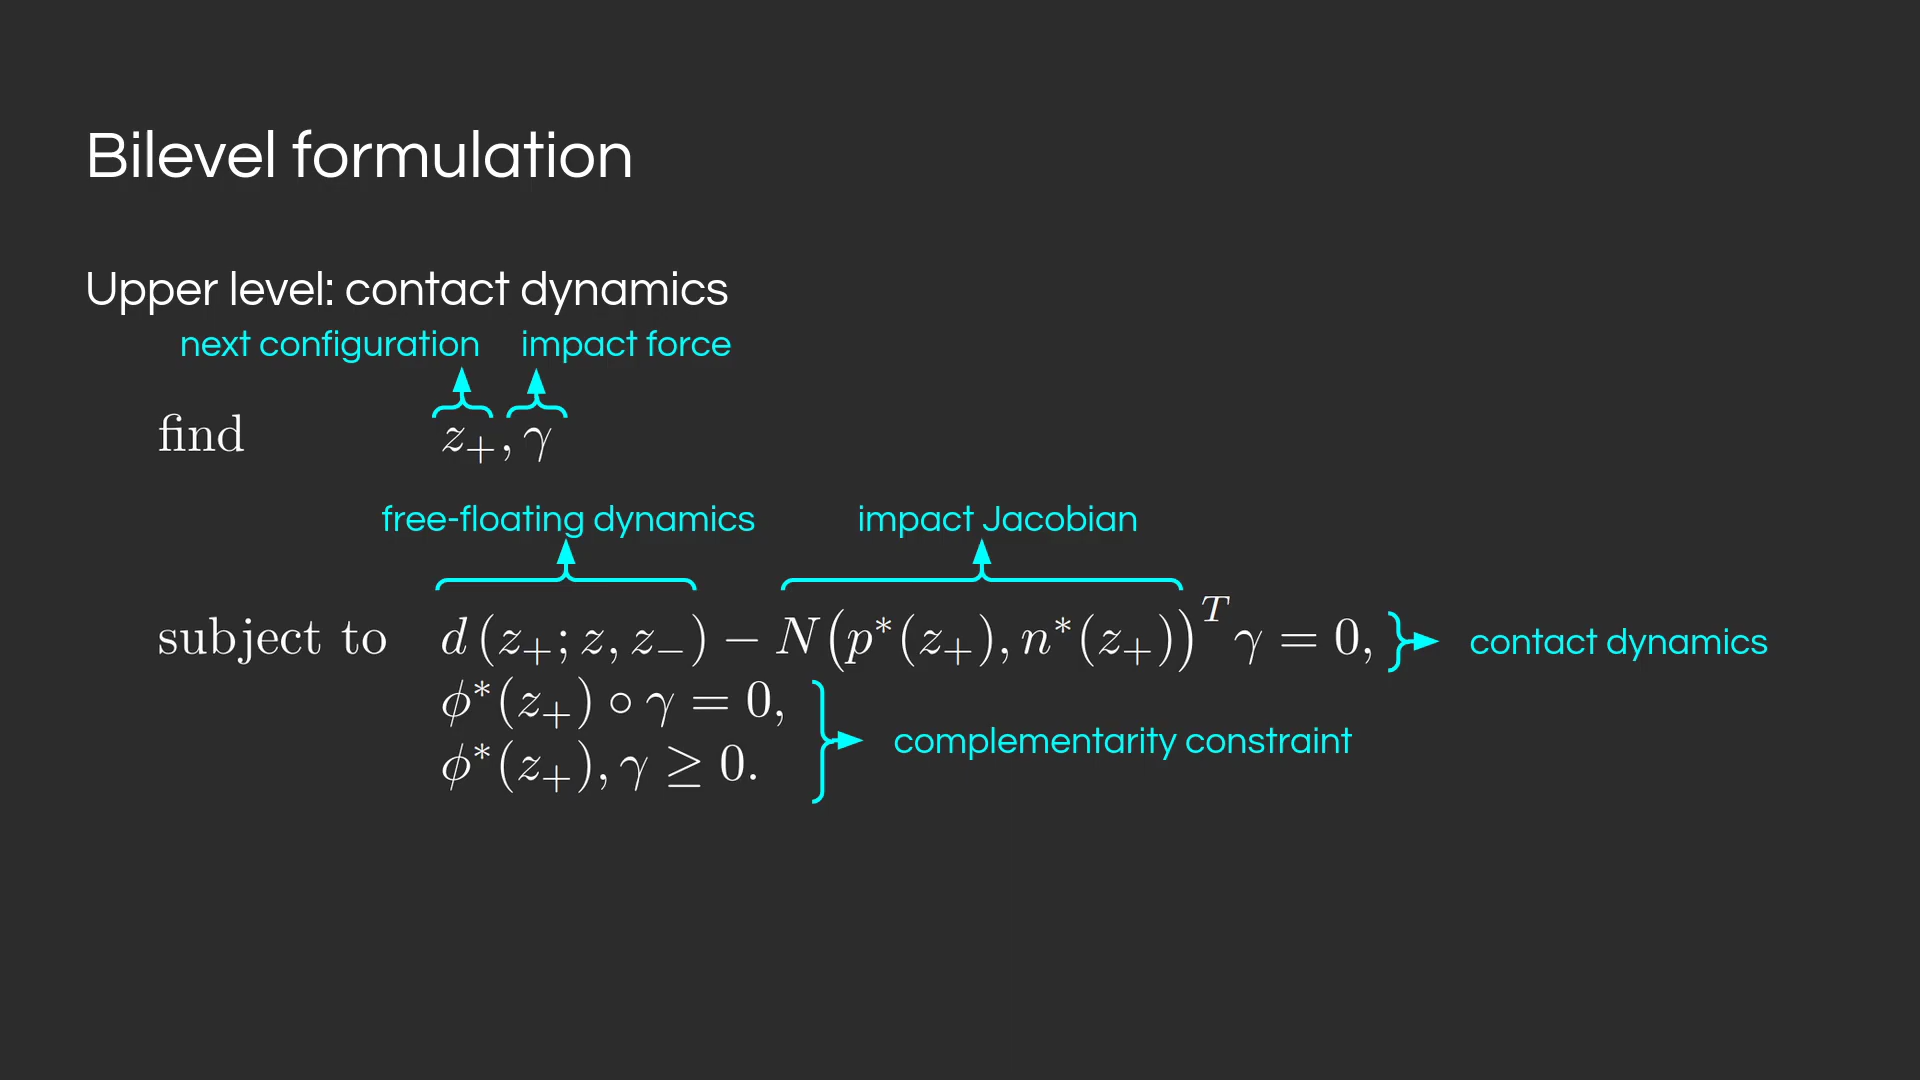 Bilevel formulation
Upper level: contact dynamics
next configuration impact force
find z₊, γ
free-floating dynamics impact Jacobian
subject to d (z₊; z, z₋) − N(p*(z₊), n*(z₊))ᵀ γ = 0, contact dynamics
ϕ*(z₊) ∘ γ = 0,
complementarity constraint
ϕ*(z₊), γ ≥ 0.